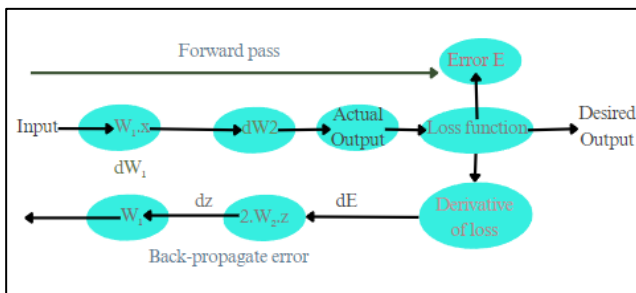 Forward pass
Error E
Input
W₁.x
dW2
Actual
Output
Loss function
Desired
Output
dW₁
W₁
dz
2.W₂.z
dE
Derivative
of loss
Back-propagate error